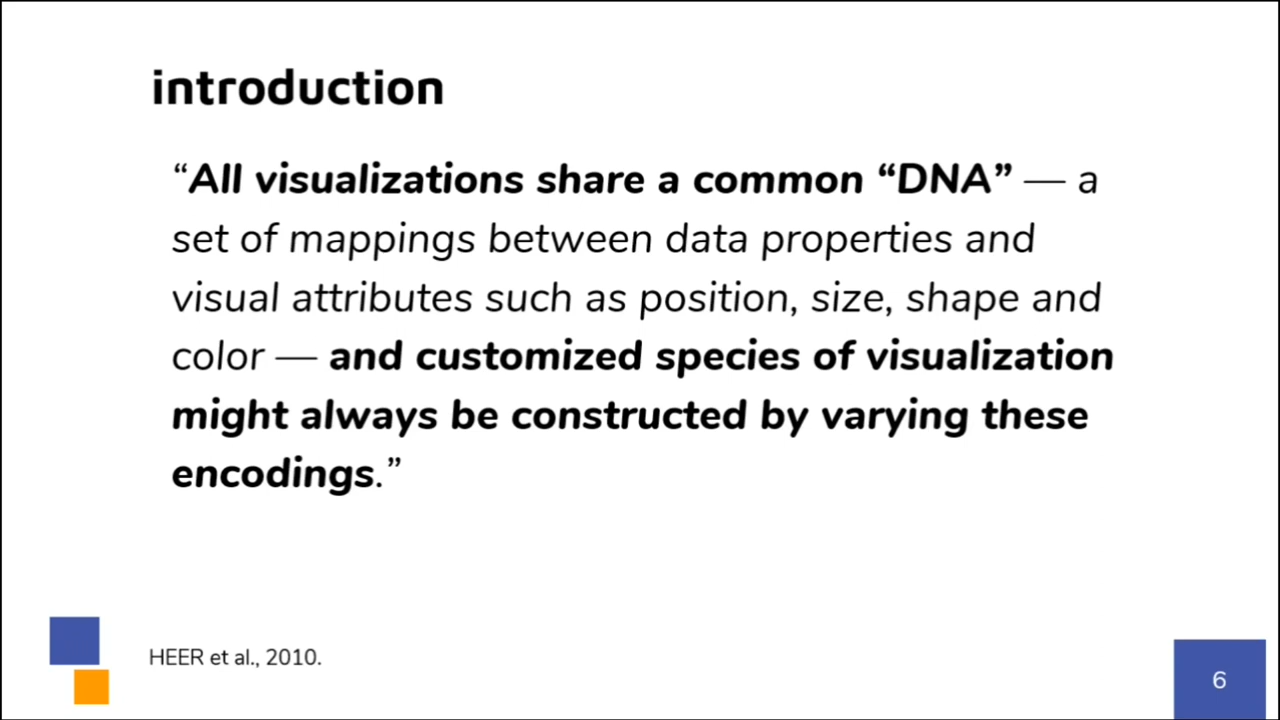 introduction
“All visualizations share a common “DNA” — a
set of mappings between data properties and
visual attributes such as position, size, shape and
color — and customized species of visualization
might always be constructed by varying these
encodings.”
HEER et al., 2010.
6